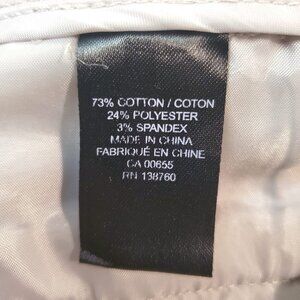 73% COTTON / COTON
24% POLYESTER
3% SPANDEX
MADE IN CHINA
FABRIQUÉ EN CHINE
CA 00655
RN 138760